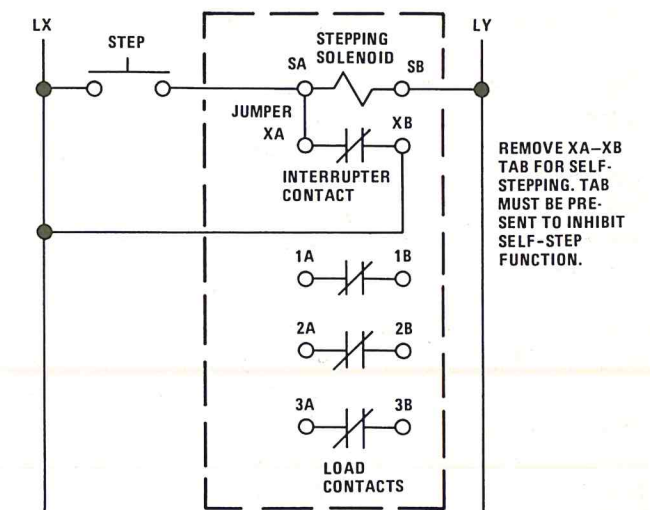 LX
LY
STEP
STEPPING
SOLENOID
SA
SB
JUMPER
XA
XB
INTERRUPTER
CONTACT
REMOVE XA–XB
TAB FOR SELF-
STEPPING. TAB
MUST BE PRE-
SENT TO INHIBIT
SELF-STEP
FUNCTION.
1A
1B
2A
2B
3A
3B
LOAD
CONTACTS